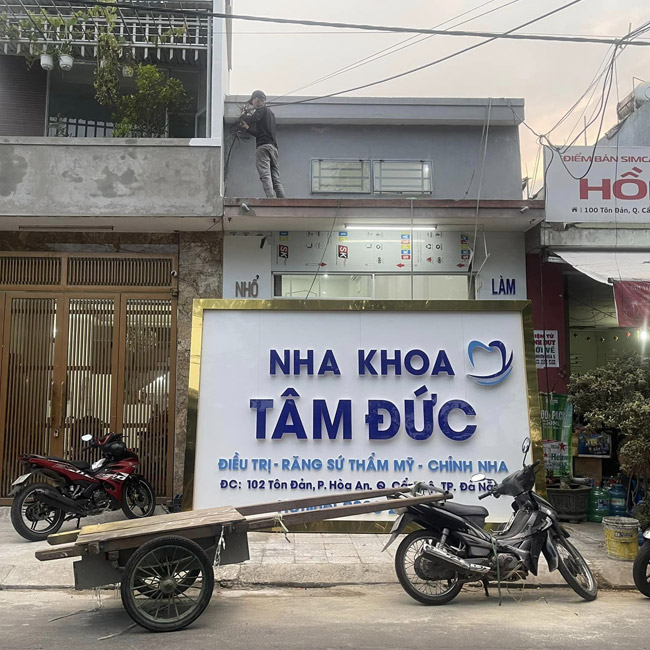 ĐIỂM BÁN SIMCA
HỒ
100 Tôn Đản, Q. C
NHỔ
LÀM
NHA KHOA
TÂM ĐỨC
ĐIỀU TRỊ - RĂNG SỨ THẨM MỸ - CHỈNH NHA
ĐC: 102 Tôn Đản, P. Hòa An, Q. Cẩm Lệ, TP. Đà Nẵ